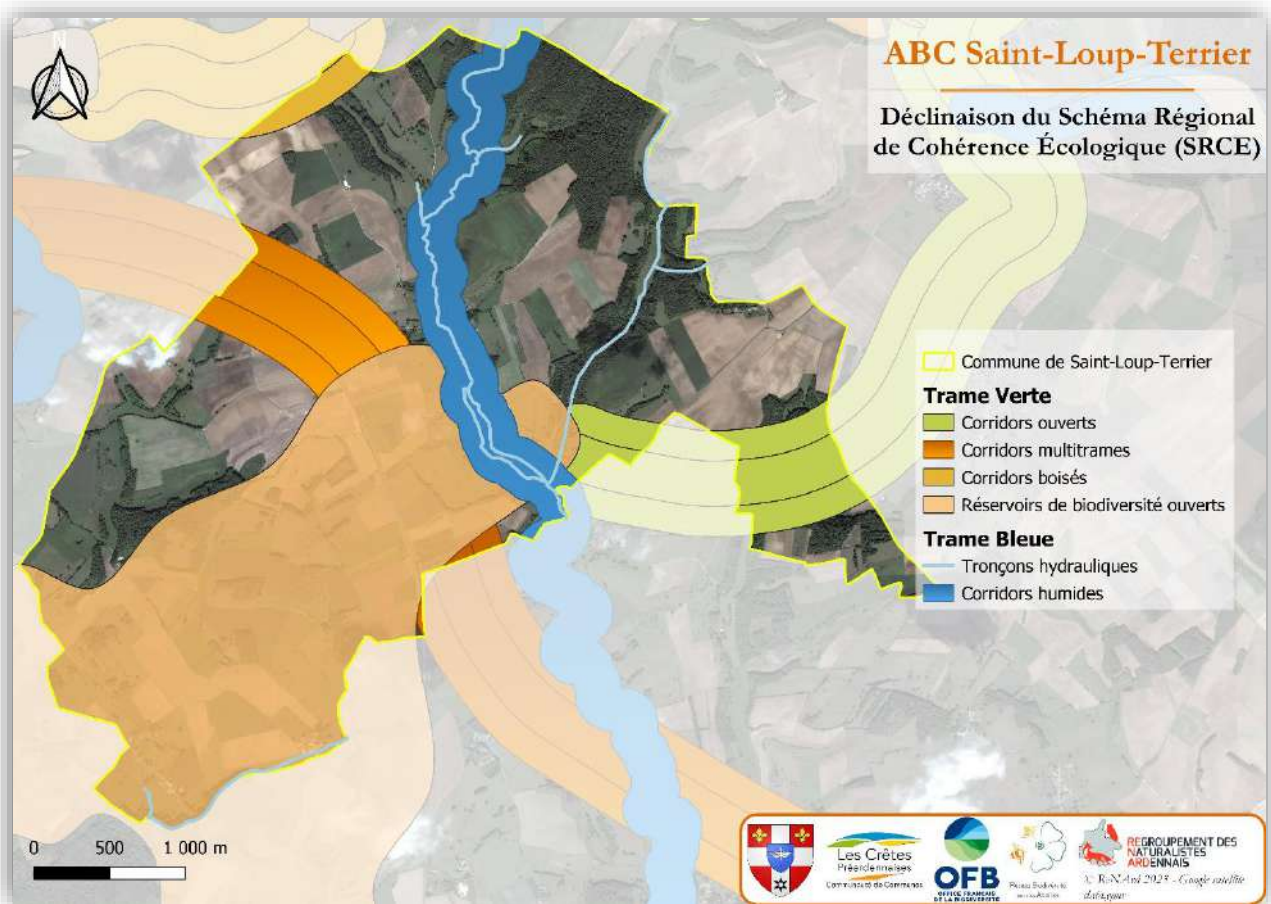 N
ABC Saint-Loup-Terrier
Déclinaison du Schéma Régional
de Cohérence Écologique (SRCE)
Commune de Saint-Loup-Terrier
Trame Verte
Corridors ouverts
Corridors multitrames
Corridors boisés
Réservoirs de biodiversité ouverts
Trame Bleue
Tronçons hydrauliques
Corridors humides
0 500 1 000 m
Les Crêtes
Préardennaises
Communauté de Communes
OFB
OFFICE FRANÇAIS
DE LA BIODIVERSITÉ
REGROUPEMENT DES
NATURALISTES
ARDENNAIS
Google satellite